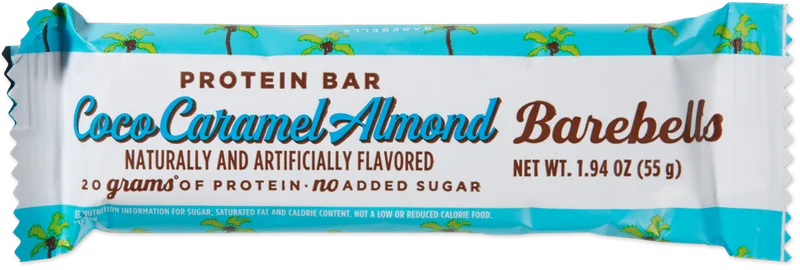 BAREBELLS
PROTEIN BAR
Coco Caramel Almond
NATURALLY AND ARTIFICIALLY FLAVORED
20 grams OF PROTEIN · no ADDED SUGAR
Barebells
NET WT. 1.94 OZ (55 g)
NUTRITION INFORMATION FOR SUGAR, SATURATED FAT AND CALORIE CONTENT. NOT A LOW OR REDUCED CALORIE FOOD.